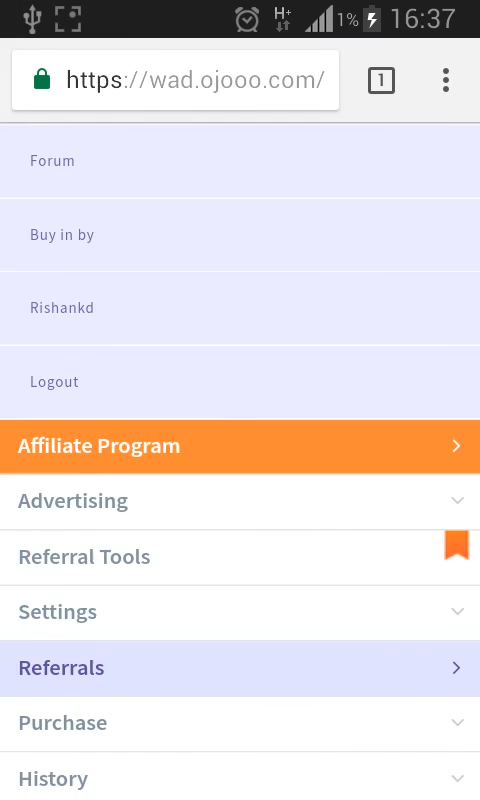 H+ 1% 16:37
https://wad.ojooo.com/ 1
Forum
Buy in by
Rishankd
Logout
Affiliate Program
Advertising
Referral Tools
Settings
Referrals
Purchase
History